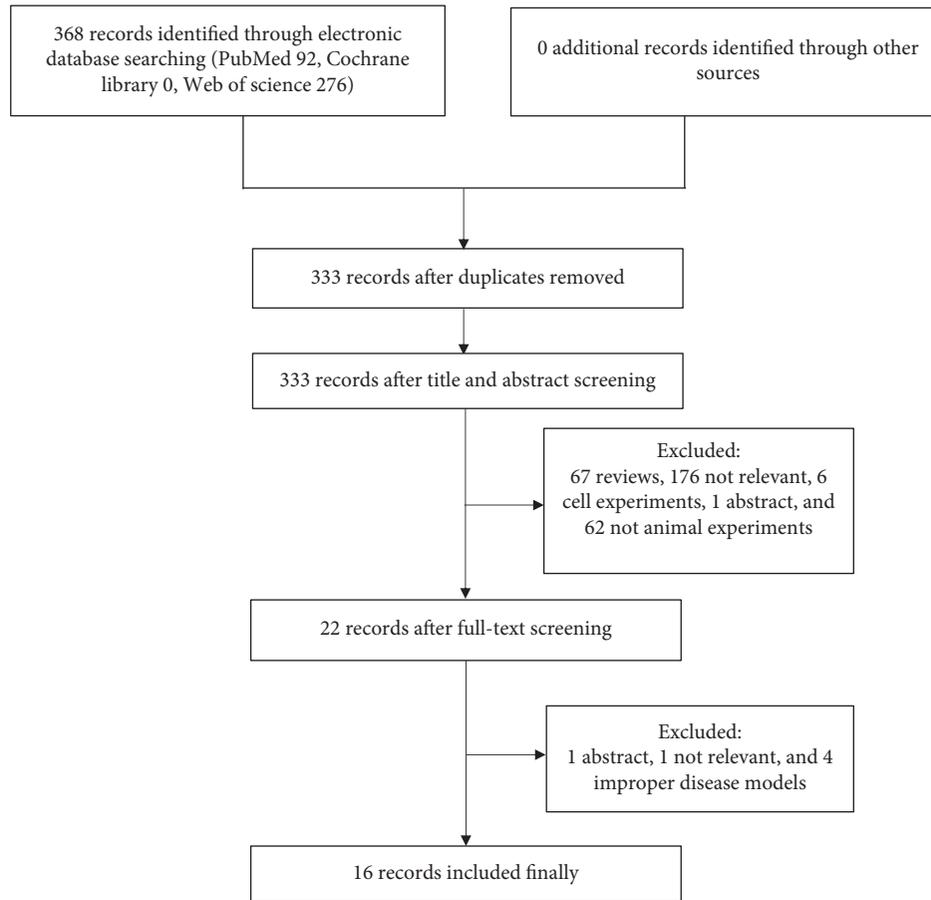 368 records identified through electronic
database searching (PubMed 92, Cochrane
library 0, Web of science 276)
0 additional records identified through other
sources
333 records after duplicates removed
333 records after title and abstract screening
Excluded:
67 reviews, 176 not relevant, 6
cell experiments, 1 abstract, and
62 not animal experiments
22 records after full-text screening
Excluded:
1 abstract, 1 not relevant, and 4
improper disease models
16 records included finally